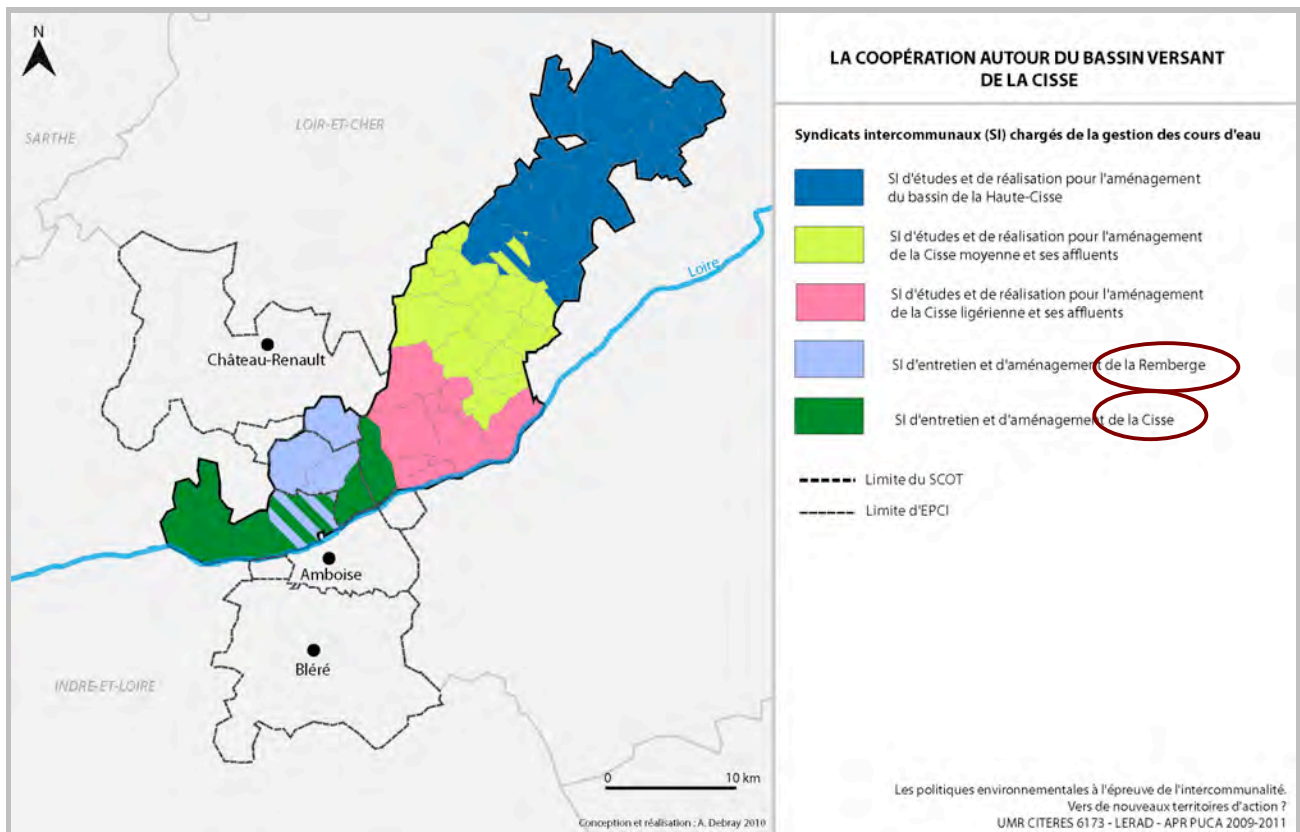 N
SARTHE
LOIR-ET-CHER
Loire
Château-Renault
Amboise
Bléré
INDRE-ET-LOIRE
0 10 km
Conception et réalisation : A. Debray 2010
LA COOPÉRATION AUTOUR DU BASSIN VERSANT
DE LA CISSE
Syndicats intercommunaux (SI) chargés de la gestion des cours d'eau
SI d'études et de réalisation pour l'aménagement
du bassin de la Haute-Cisse
SI d'études et de réalisation pour l'aménagement
de la Cisse moyenne et ses affluents
SI d'études et de réalisation pour l'aménagement
de la Cisse ligérienne et ses affluents
SI d'entretien et d'aménagement de la Remberge
SI d'entretien et d'aménagement de la Cisse
Limite du SCOT
Limite d'EPCI
Les politiques environnementales à l'épreuve de l'intercommunalité.
Vers de nouveaux territoires d'action ?
UMR CITERES 6173 - LERAD - APR PUCA 2009-2011